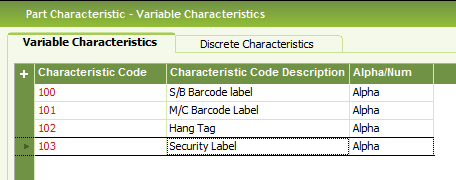 Part Characteristic - Variable Characteristics
Variable Characteristics Discrete Characteristics
+ Characteristic Code Characteristic Code Description Alpha/Num
100 S/B Barcode label Alpha
101 M/C Barcode Label Alpha
102 Hang Tag Alpha
103 Security Label Alpha